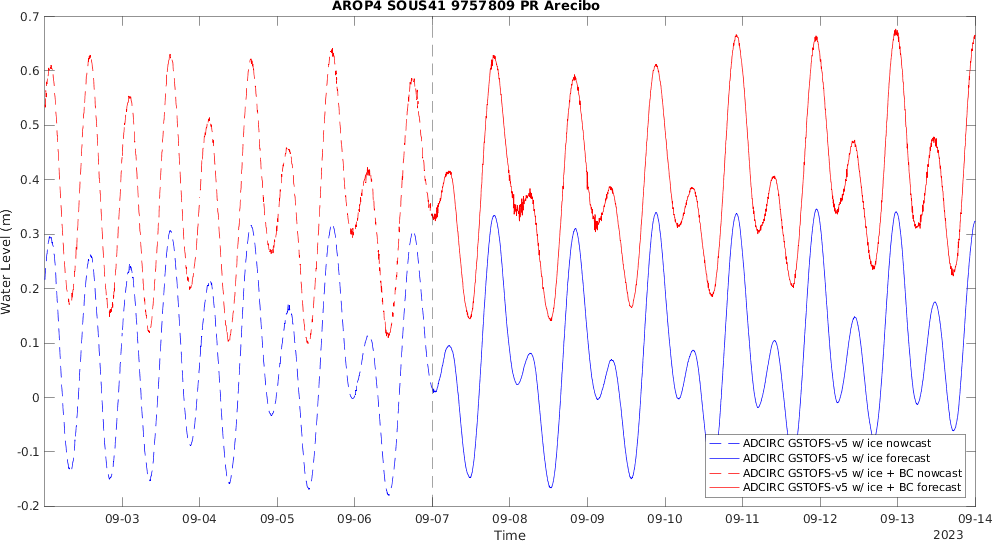 AROP4 SOUS41 9757809 PR Arecibo
Water Level (m)
0.7
0.6
0.5
0.4
0.3
0.2
0.1
0
-0.1
-0.2
ADCIRC GSTOFS-v5 w/ ice nowcast
ADCIRC GSTOFS-v5 w/ ice forecast
ADCIRC GSTOFS-v5 w/ ice + BC nowcast
ADCIRC GSTOFS-v5 w/ ice + BC forecast
09-03 09-04 09-05 09-06 09-07 09-08 09-09 09-10 09-11 09-12 09-13 09-14
Time
2023